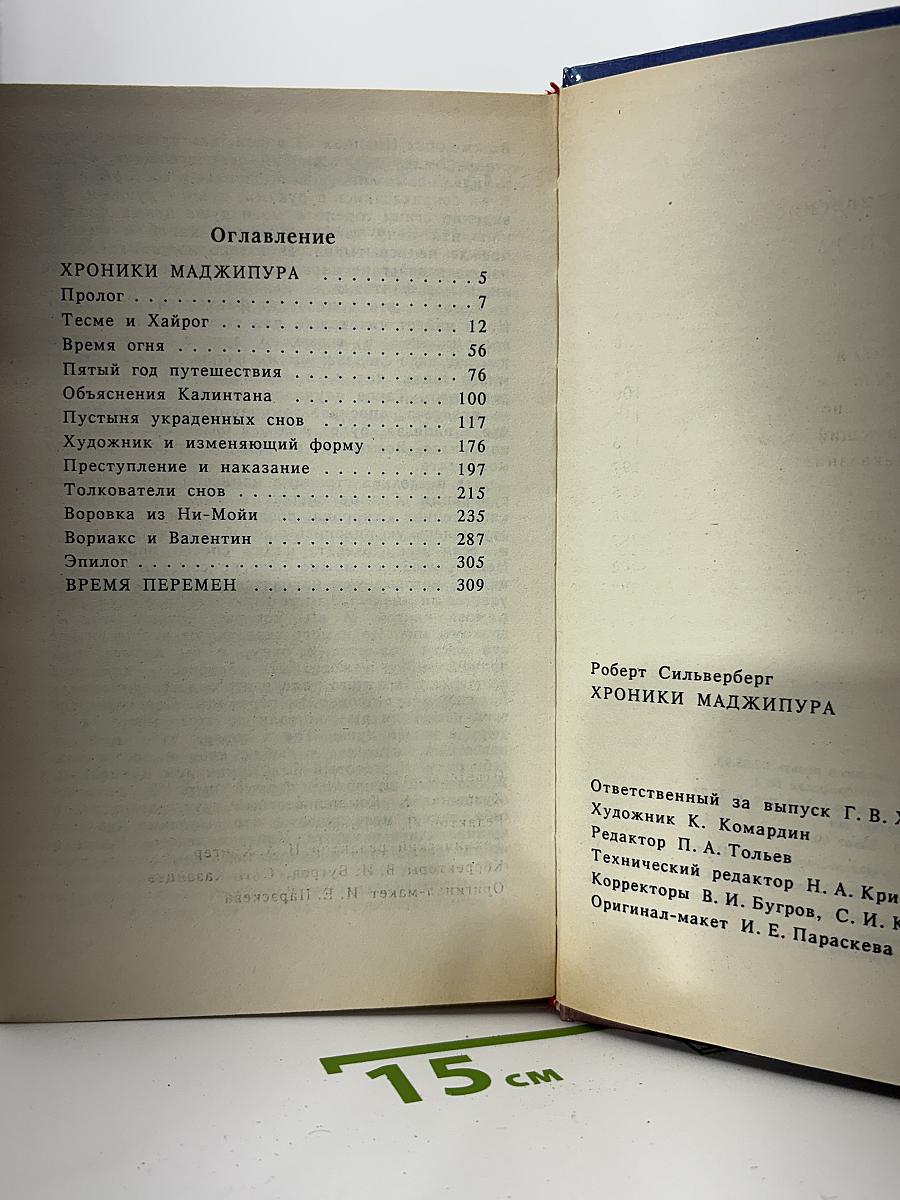 Оглавление
ХРОНИКИ МАДЖИПУРА . . . . . . . . . . . 5
Пролог . . . . . . . . . . . . . . . . . . . . . . . . 7
Тесме и Хайрог . . . . . . . . . . . . . . . . . . 12
Время огня . . . . . . . . . . . . . . . . . . . . . 56
Пятый год путешествия . . . . . . . . . . . . 76
Объяснения Калинтана . . . . . . . . . . . 100
Пустыня украденных снов . . . . . . . . . . 117
Художник и изменяющий форму . . . . . 176
Преступление и наказание . . . . . . . . . 197
Толкователи снов . . . . . . . . . . . . . . . 215
Воровка из Ни-Мойи . . . . . . . . . . . . 235
Вориакс и Валентин . . . . . . . . . . . . . 287
Эпилог . . . . . . . . . . . . . . . . . . . . . . 305
ВРЕМЯ ПЕРЕМЕН . . . . . . . . . . . . . . 309
Роберт Сильверберг
ХРОНИКИ МАДЖИПУРА
Ответственный за выпуск Г. В.
Художник К. Комардин
Редактор П. А. Тольев
Технический редактор Н. А. Кри
Корректоры В. И. Бугров, С. И. К
Оригинал-макет И. Е. Параскева
15 см